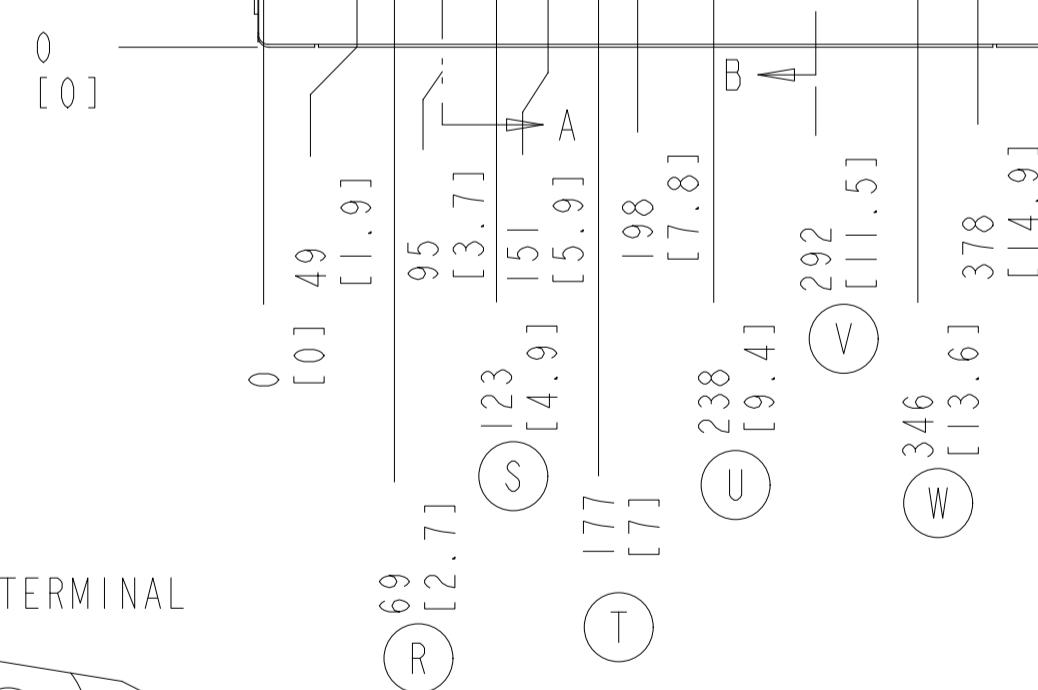 0
[0]
B
A
49
[1.9]
95
[3.7]
151
[5.9]
198
[7.8]
292
[11.5]
V
378
[14.9]
0
[0]
123
[4.9]
S
238
[9.4]
U
346
[13.6]
W
177
[7]
T
69
[2.7]
R
TERMINAL